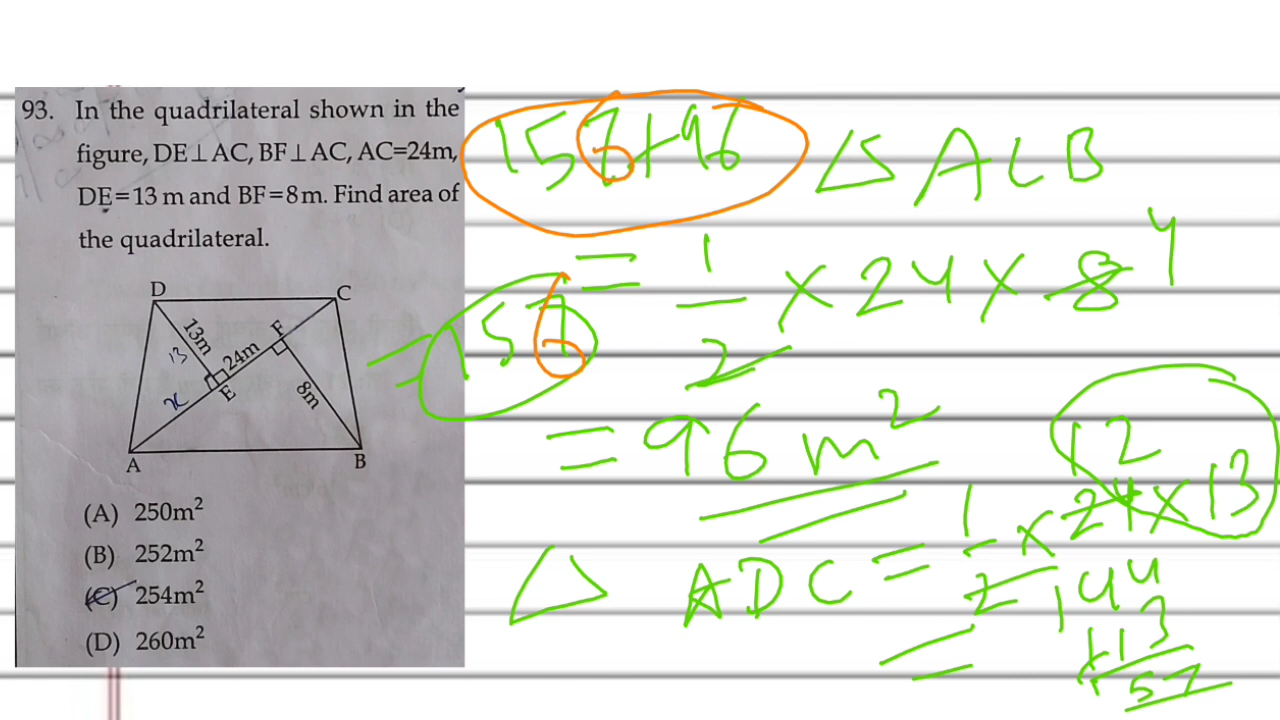 93. In the quadrilateral shown in the
figure, DE⊥AC, BF⊥AC, AC=24m,
DE=13 m and BF=8m. Find area of
the quadrilateral.
D
C
F
13m
13
24m
x
E
8m
A
B
(A) 250m²
(B) 252m²
(C) 254m²
(D) 260m²
156+96
△ ACB
= 1/2 × 24 × 8 4
= 156
= 96 m²
12
△ ADC = 1/2 × 24 × 13
= 144
+13
157